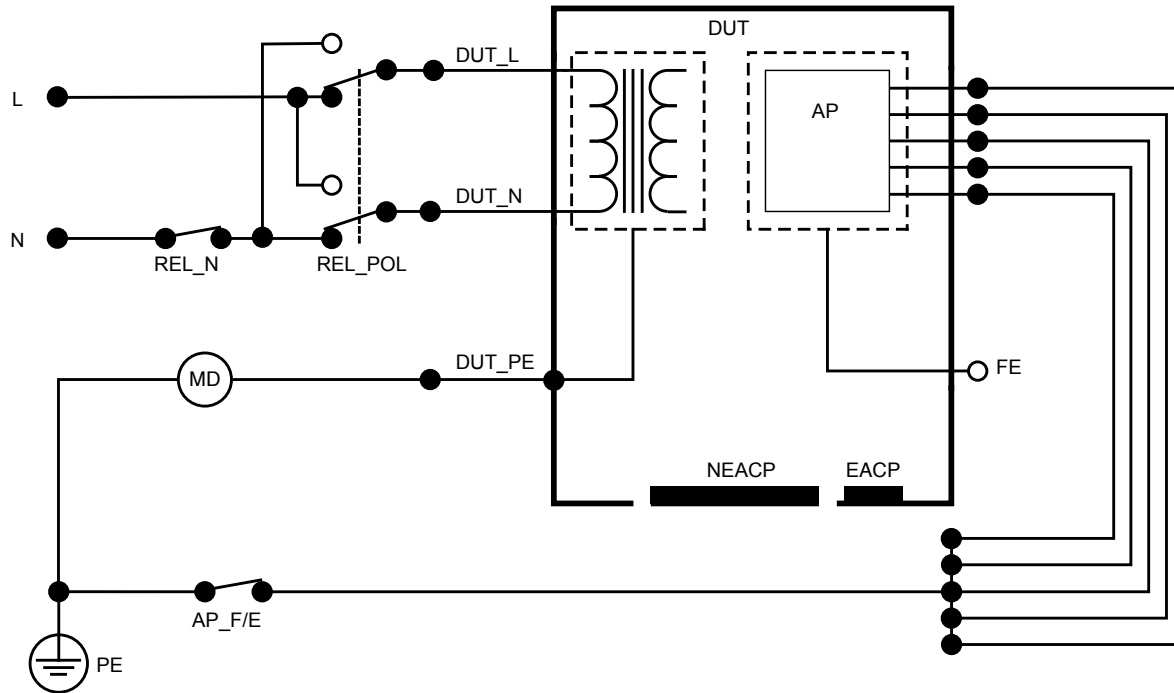 DUT
DUT_L
L
AP
DUT_N
N
REL_N
REL_POL
DUT_PE
FE
MD
NEACP
EACP
AP_F/E
PE